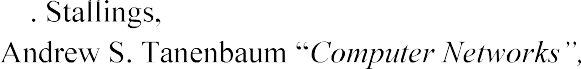 . Stallings,
Andrew S. Tanenbaum “Computer Networks”,